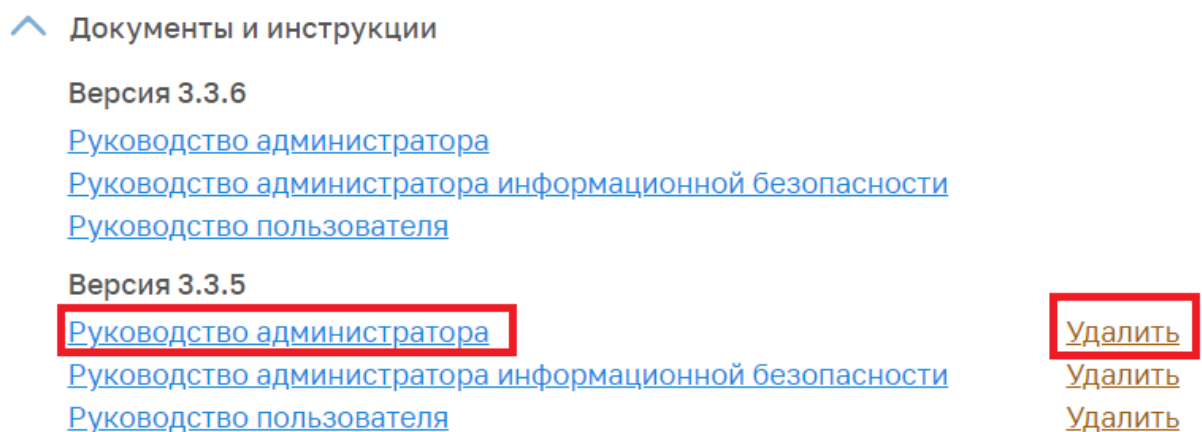 Документы и инструкции
Версия 3.3.6
Руководство администратора
Руководство администратора информационной безопасности
Руководство пользователя
Версия 3.3.5
Руководство администратора Удалить
Руководство администратора информационной безопасности Удалить
Руководство пользователя Удалить